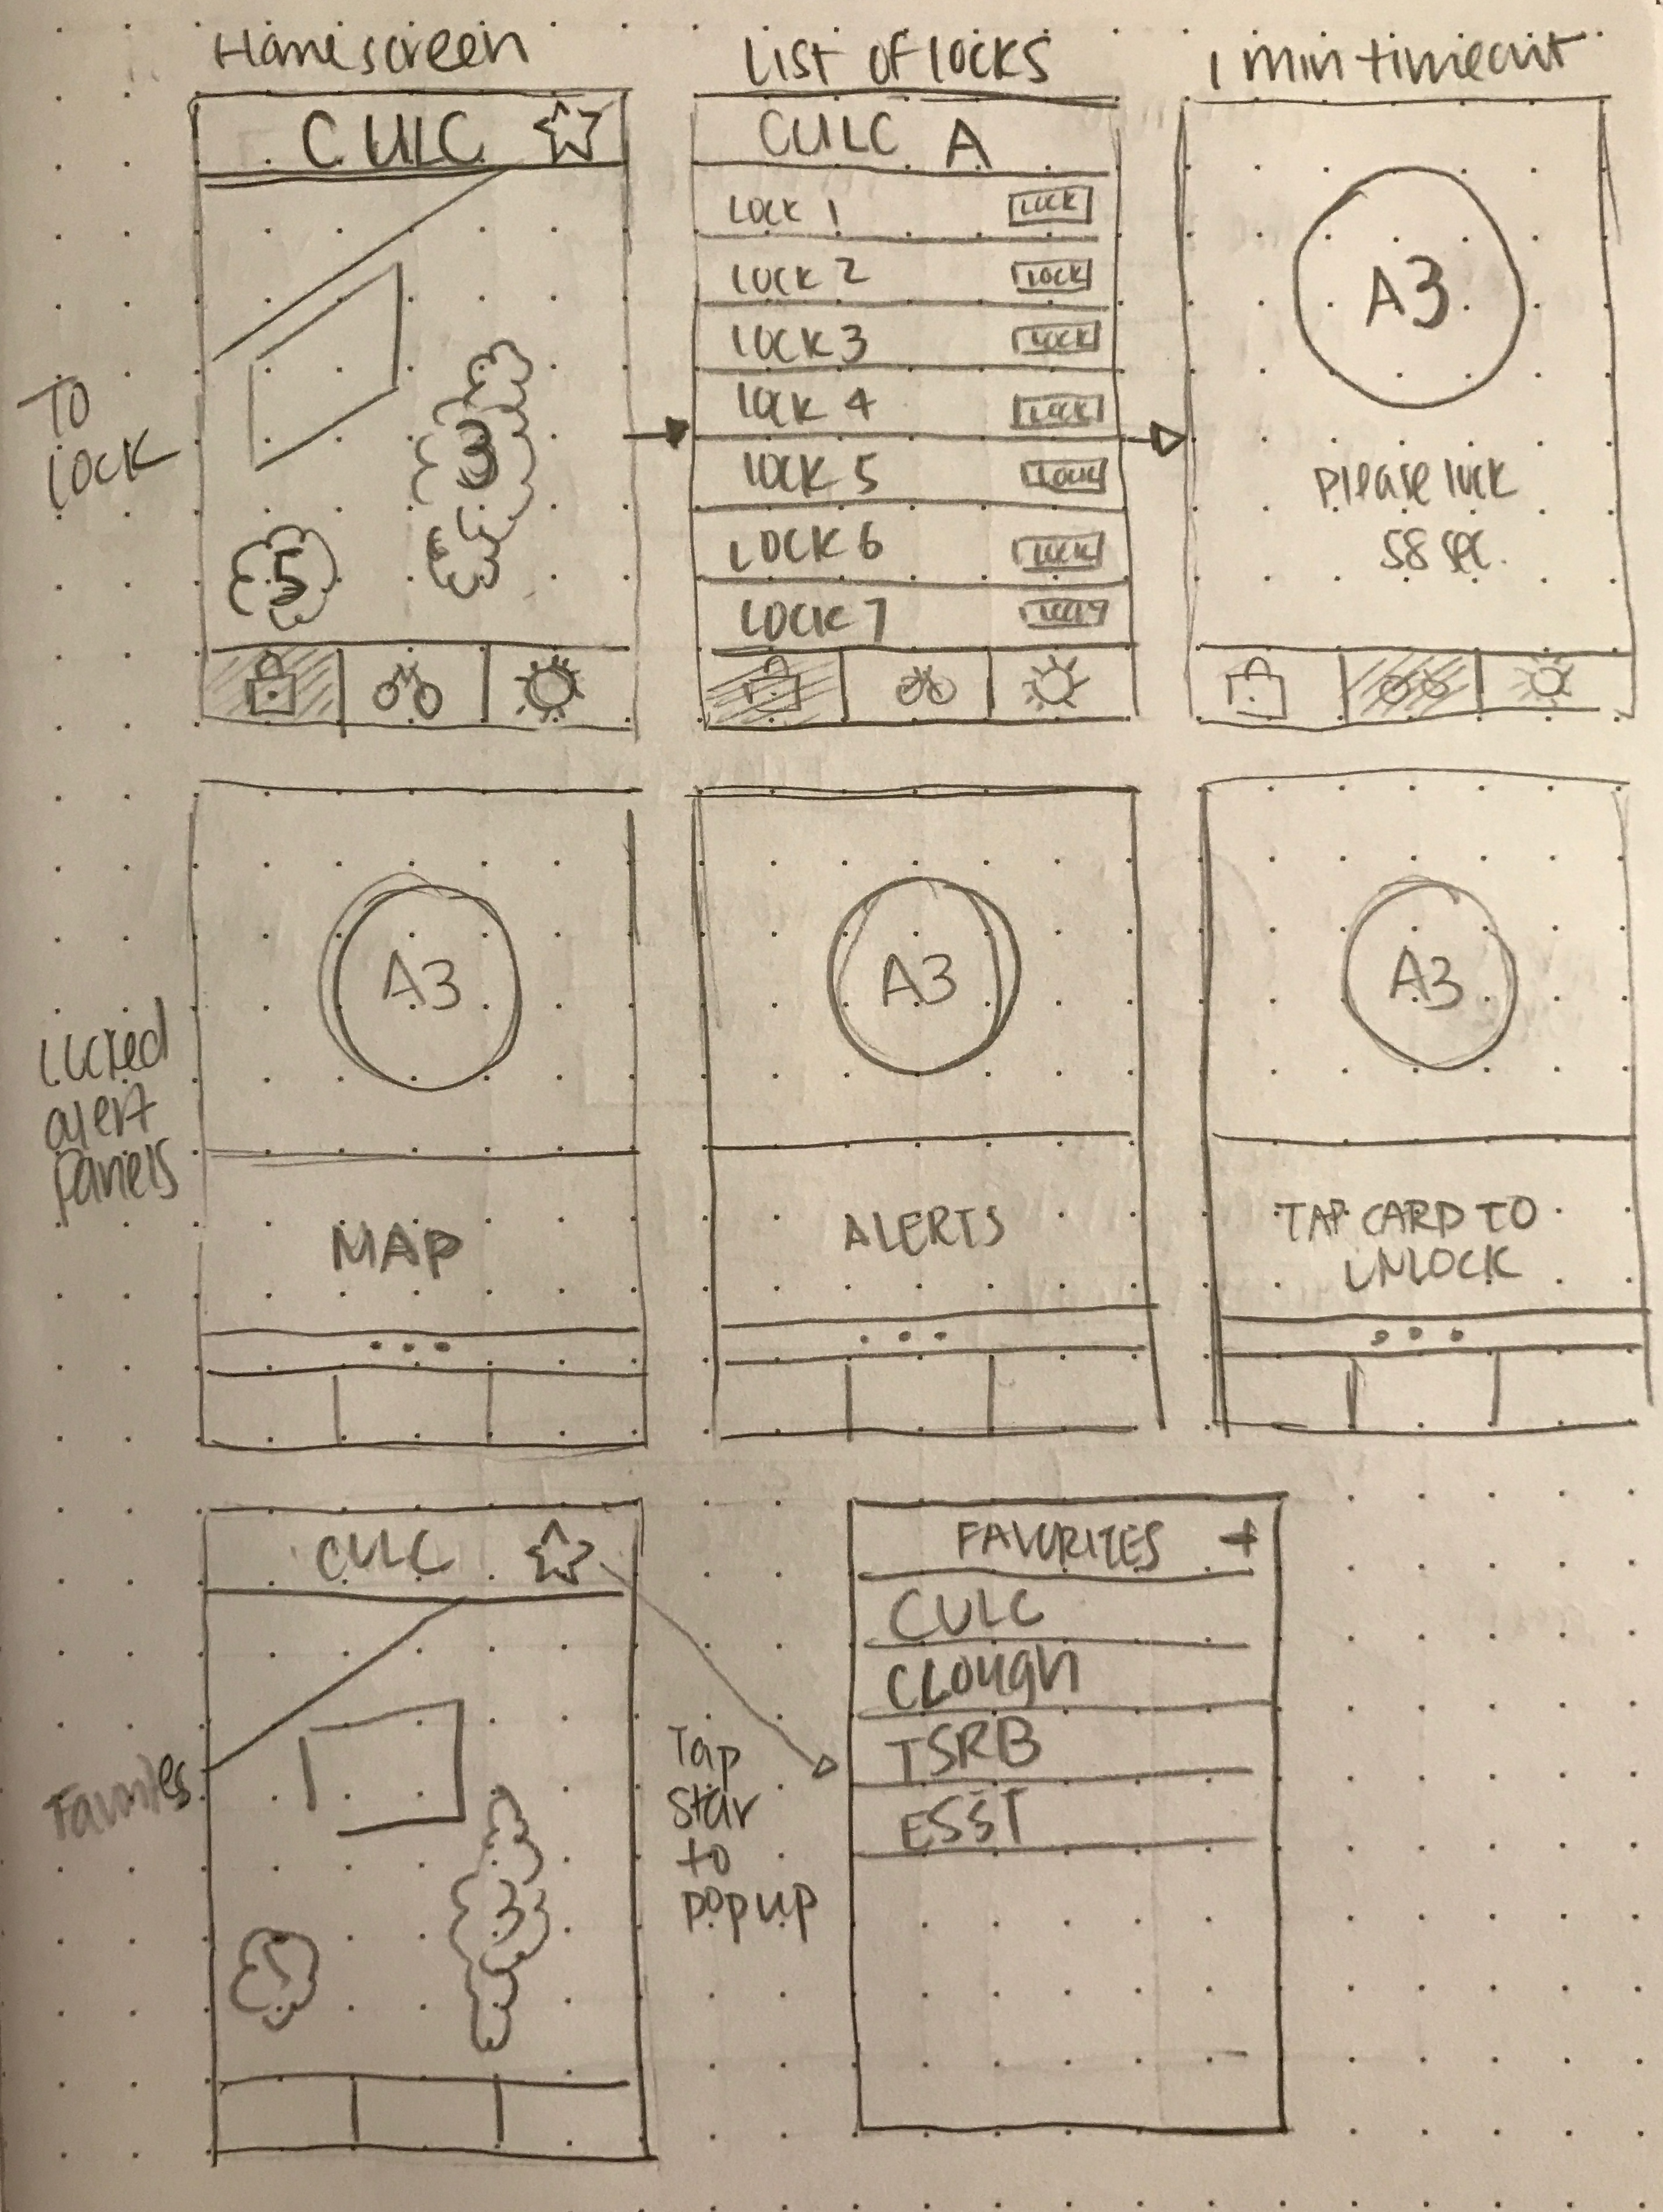 Homescreen
List of locks
1 min timeout
TO
LOCK
CULC
3
5
CULC A
LOCK 1 LOCK
LOCK 2 LOCK
LOCK 3 LOCK
LOCK 4 LOCK
LOCK 5 LOCK
LOCK 6 LOCK
LOCK 7 LOCK
A3
please lock
58 sec.
Locked
alert
panels
A3
MAP
A3
ALERTS
A3
TAP CARD TO
UNLOCK
Favorites
CULC
3
5
Tap
star
to
popup
FAVORITES +
CULC
CLOUGH
TSRB
ES&T